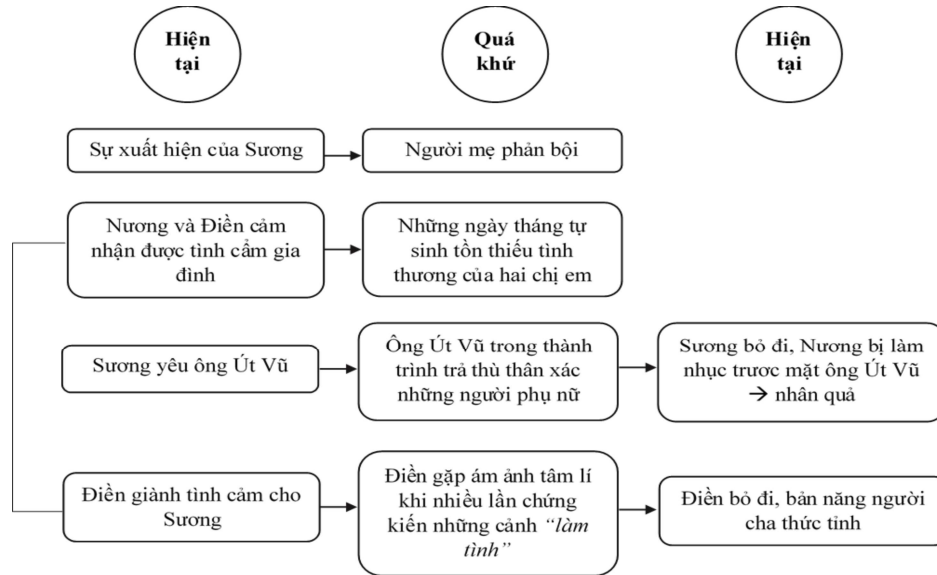 Hiện
tại
Quá
khứ
Hiện
tại
Sự xuất hiện của Sương
Người mẹ phản bội
Nương và Điền cảm
nhận được tình cẩm gia
đình
Những ngày tháng tự
sinh tồn thiếu tình
thương của hai chị em
Sương yêu ông Út Vũ
Ông Út Vũ trong thành
trình trả thù thân xác
những người phụ nữ
Sương bỏ đi, Nương bị làm
nhục trươc mặt ông Út Vũ
→ nhân quả
Điền giành tình cảm cho
Sương
Điền gặp ám ảnh tâm lí
khi nhiều lần chứng
kiến những cảnh “làm
tình”
Điền bỏ đi, bản năng người
cha thức tỉnh